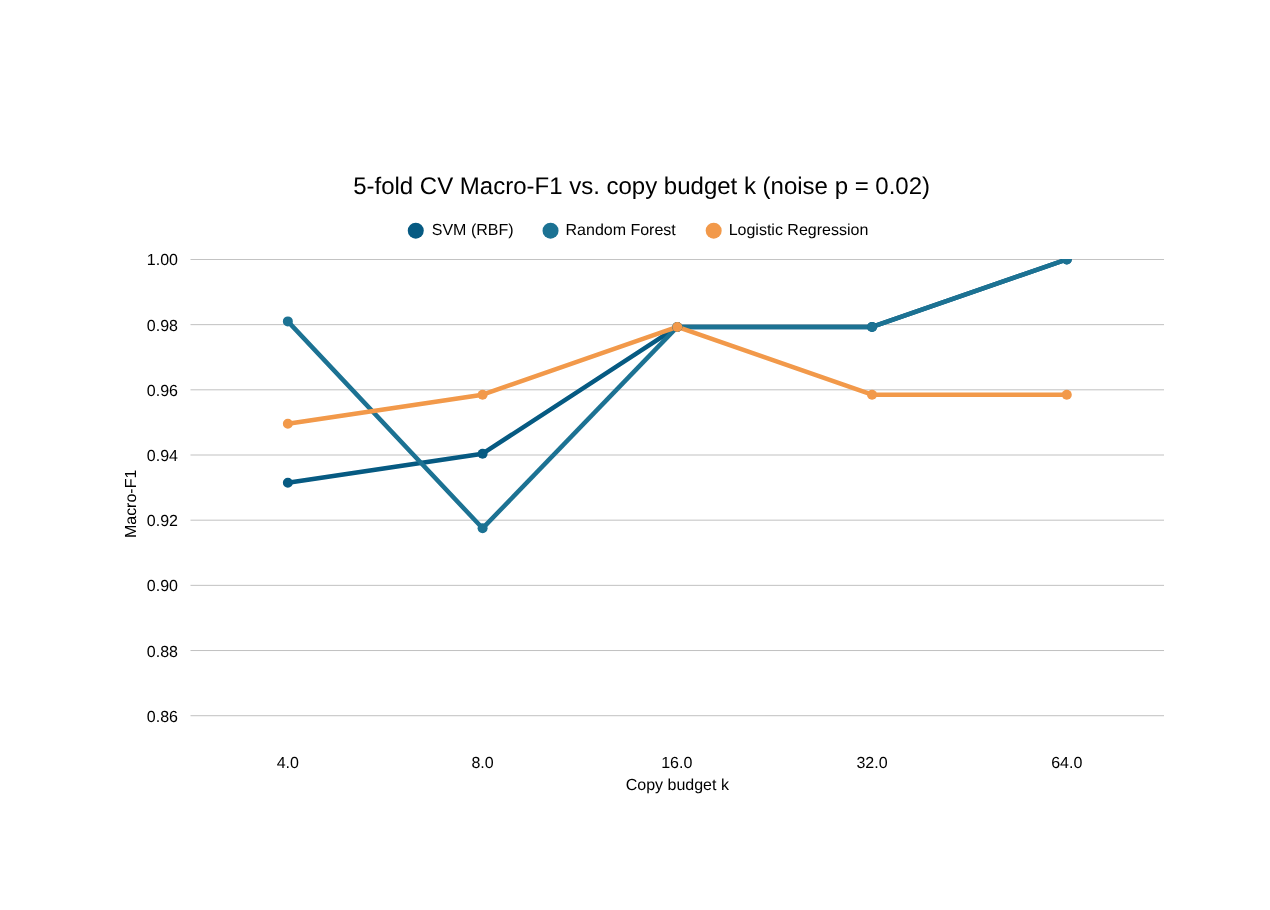 5-fold CV Macro-F1 vs. copy budget k (noise p = 0.02)
SVM (RBF) Random Forest Logistic Regression
1.00
0.98
0.96
0.94
0.92
0.90
0.88
0.86
Macro-F1
4.0 8.0 16.0 32.0 64.0
Copy budget k